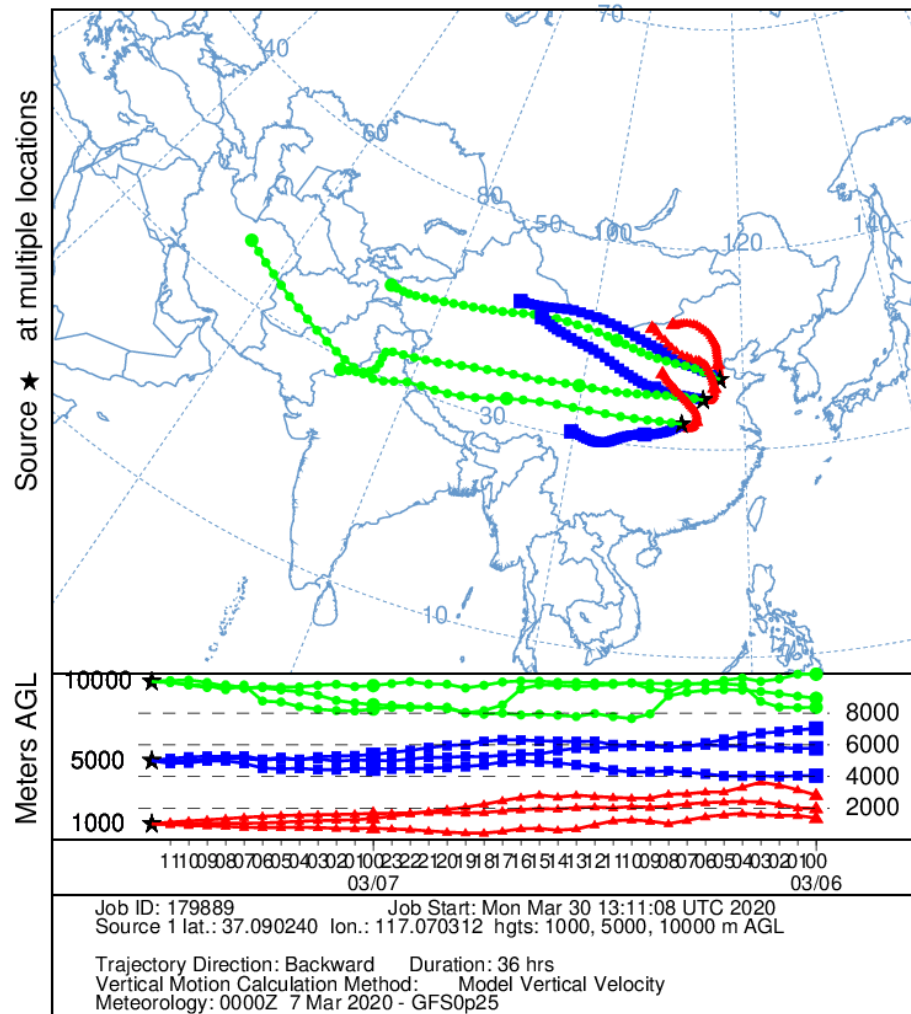 Source ★ at multiple locations
70
40
60
80
50
100
140
120
30
10
Meters AGL
10000
5000
1000
8000
6000
4000
2000
11 10 09 08 07 06 05 04 03 02 01 00 23 22 21 20 19 18 17 16 15 14 13 12 11 10 09 08 07 06 05 04 03 02 01 00
03/07 03/06
Job ID: 179889 Job Start: Mon Mar 30 13:11:08 UTC 2020
Source 1 lat.: 37.090240 lon.: 117.070312 hgts: 1000, 5000, 10000 m AGL
Trajectory Direction: Backward Duration: 36 hrs
Vertical Motion Calculation Method: Model Vertical Velocity
Meteorology: 0000Z 7 Mar 2020 - GFS0p25